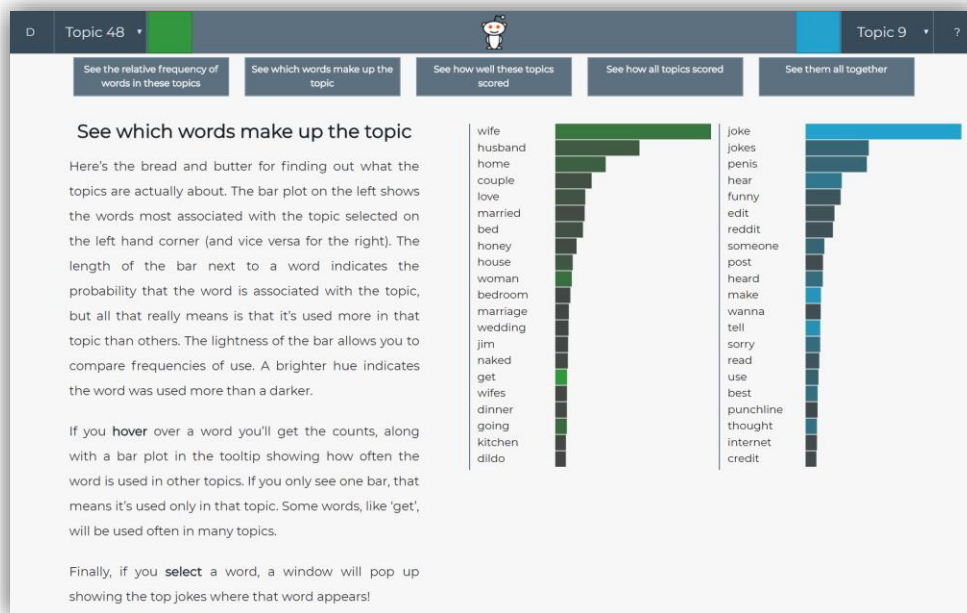 D
Topic 48 ▾
Topic 9 ▾
?
See the relative frequency of
words in these topics
See which words make up the
topic
See how well these topics
scored
See how all topics scored
See them all together
See which words make up the topic
Here's the bread and butter for finding out what the
topics are actually about. The bar plot on the left shows
the words most associated with the topic selected on
the left hand corner (and vice versa for the right). The
length of the bar next to a word indicates the
probability that the word is associated with the topic,
but all that really means is that it's used more in that
topic than others. The lightness of the bar allows you to
compare frequencies of use. A brighter hue indicates
the word was used more than a darker.
If you hover over a word you'll get the counts, along
with a bar plot in the tooltip showing how often the
word is used in other topics. If you only see one bar, that
means it's used only in that topic. Some words, like 'get',
will be used often in many topics.
Finally, if you select a word, a window will pop up
showing the top jokes where that word appears!
wife
husband
home
couple
love
married
bed
honey
house
woman
bedroom
marriage
wedding
jim
naked
get
wifes
dinner
going
kitchen
dildo
joke
jokes
penis
hear
funny
edit
reddit
someone
post
heard
make
wanna
tell
sorry
read
use
best
punchline
thought
internet
credit